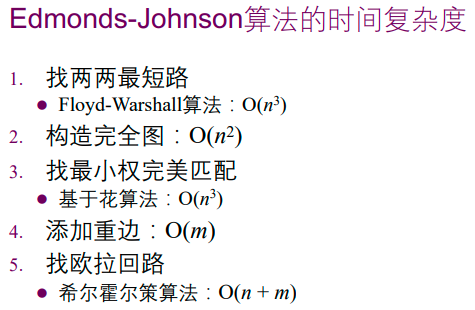 Edmonds-Johnson算法的时间复杂度
1. 找两两最短路
● Floyd-Warshall算法：O(n³)
2. 构造完全图：O(n²)
3. 找最小权完美匹配
● 基于花算法：O(n³)
4. 添加重边：O(m)
5. 找欧拉回路
● 希尔霍尔策算法：O(n + m)